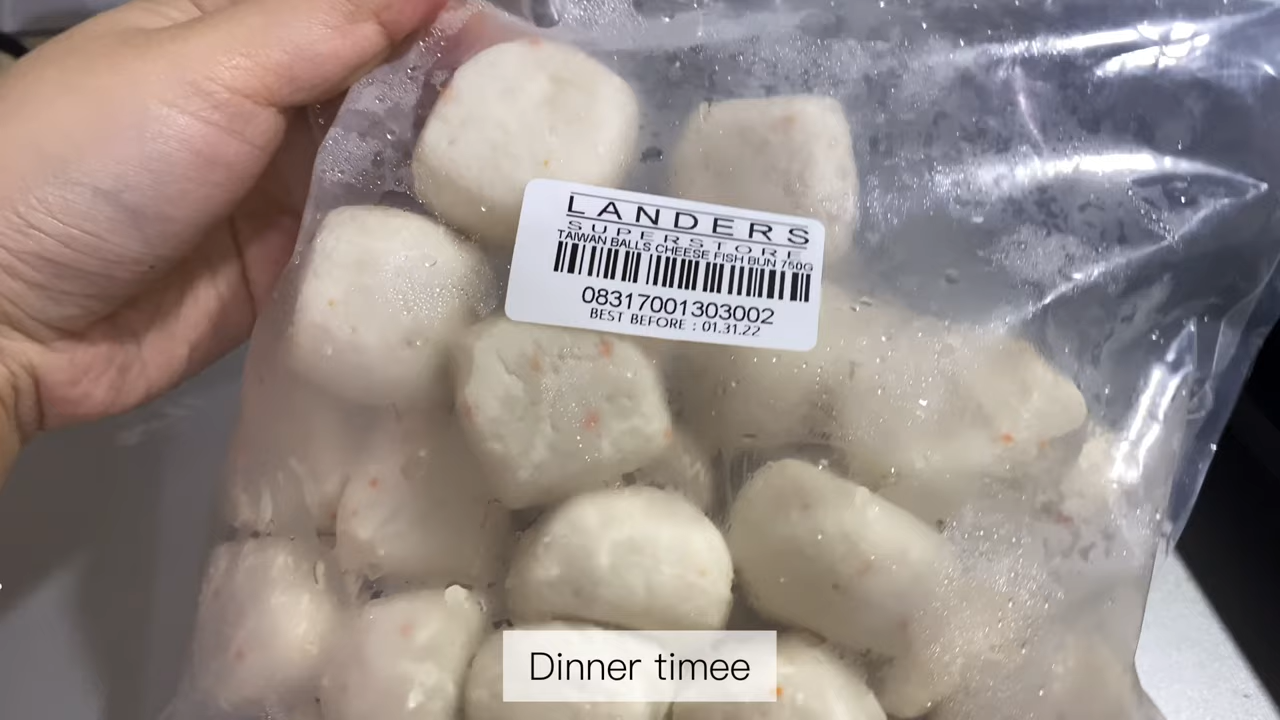 LANDERS
SUPERSTORE
TAIWAN BALLS CHEESE FISH BUN 750G
08317001303002
BEST BEFORE : 01.31.22
Dinner timee